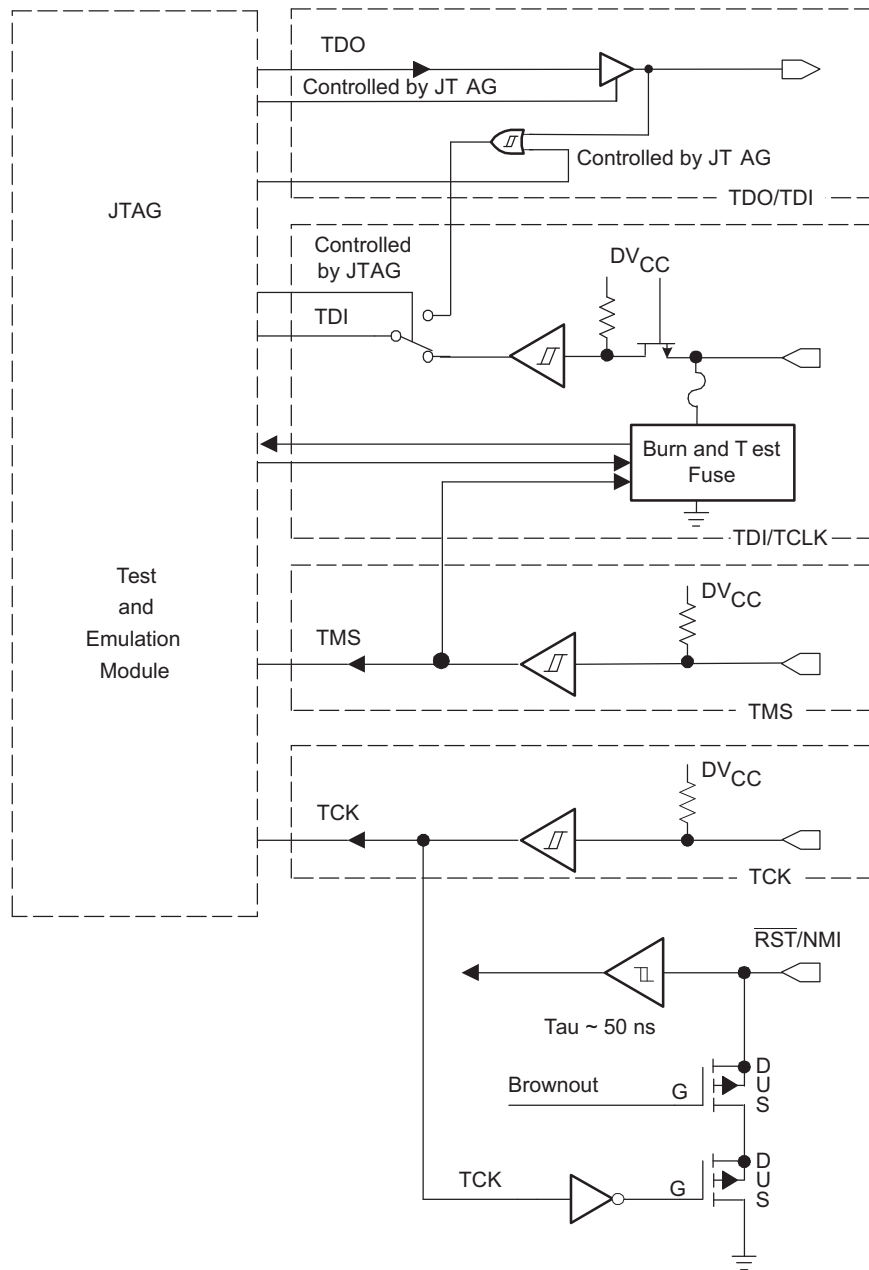 TDO
Controlled by JT AG
Controlled by JT AG
TDO/TDI
JTAG
Controlled
by JTAG
TDI
DVCC
Burn and T est
Fuse
TDI/TCLK
Test
and
Emulation
Module
TMS
DVCC
TMS
TCK
DVCC
TCK
RST/NMI
Tau ~ 50 ns
Brownout
G
D
U
S
TCK
G
D
U
S